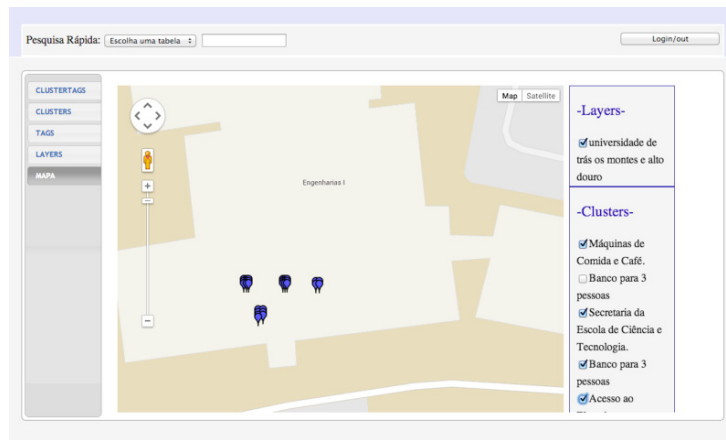 Pesquisa Rápida: Escolha uma tabela
Login/out
CLUSTERTAGS
CLUSTERS
TAGS
LAYERS
MAPA
Map Satellite
Engenharias I
-Layers-
universidade de
trás os montes e alto
douro
-Clusters-
Máquinas de
Comida e Café.
Banco para 3
pessoas
Secretaria da
Escola de Ciência e
Tecnologia.
Banco para 3
pessoas
Acesso ao